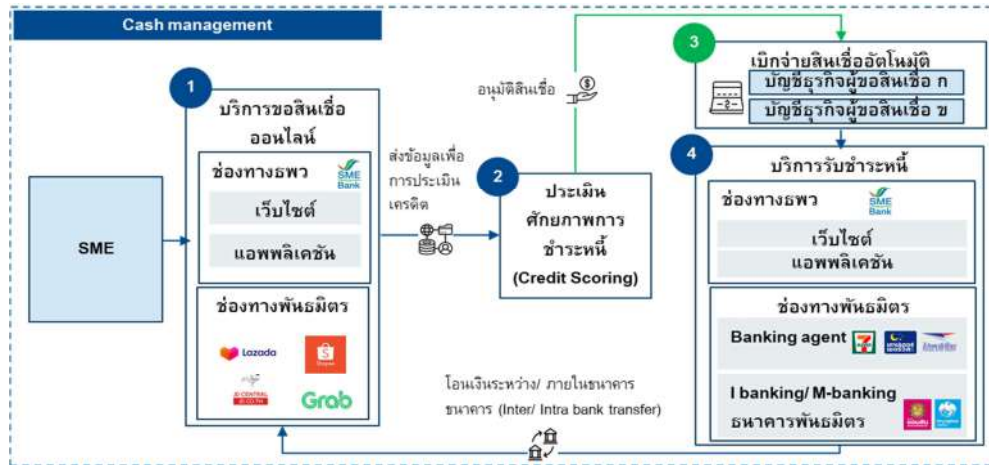 Cash management
SME
1
บริการขอสินเชื่อ
ออนไลน์
ช่องทางธพว
SME
Bank
เว็บไซต์
แอพพลิเคชัน
ช่องทางพันธมิตร
Lazada
Shopee
JD CENTRAL
JD.CO.TH
Grab
ส่งข้อมูลเพื่อ
การประเมิน
เครดิต
2
ประเมิน
ศักยภาพการ
ชำระหนี้
(Credit Scoring)
อนุมัติสินเชื่อ
3
เบิกจ่ายสินเชื่ออัตโนมัติ
บัญชีธุรกิจผู้ขอสินเชื่อ ก
บัญชีธุรกิจผู้ขอสินเชื่อ ข
4
บริการรับชำระหนี้
ช่องทางธพว
SME
Bank
เว็บไซต์
แอพพลิเคชัน
ช่องทางพันธมิตร
Banking agent
I banking/ M-banking
ธนาคารพันธมิตร
ออมสิน
โอนเงินระหว่าง/ ภายในธนาคาร
ธนาคาร (Inter/ Intra bank transfer)